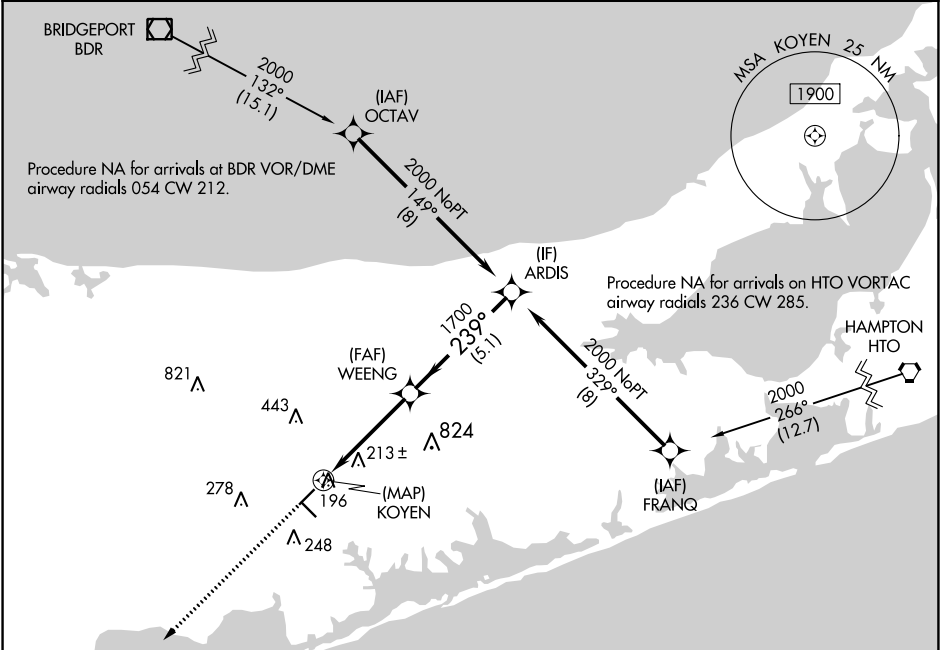 BRIDGEPORT
BDR
2000
132°
(15.1)
(IAF)
OCTAV
MSA KOYEN 25 NM
1900
Procedure NA for arrivals at BDR VOR/DME
airway radials 054 CW 212.
2000 NoPT
149°
(8)
(IF)
ARDIS
Procedure NA for arrivals on HTO VORTAC
airway radials 236 CW 285.
1700
239°
(5.1)
HAMPTON
HTO
(FAF)
WEENG
2000 NoPT
329°
(8)
2000
266°
(12.7)
821
443
824
213 ±
278
196
(MAP)
KOYEN
(IAF)
FRANQ
248